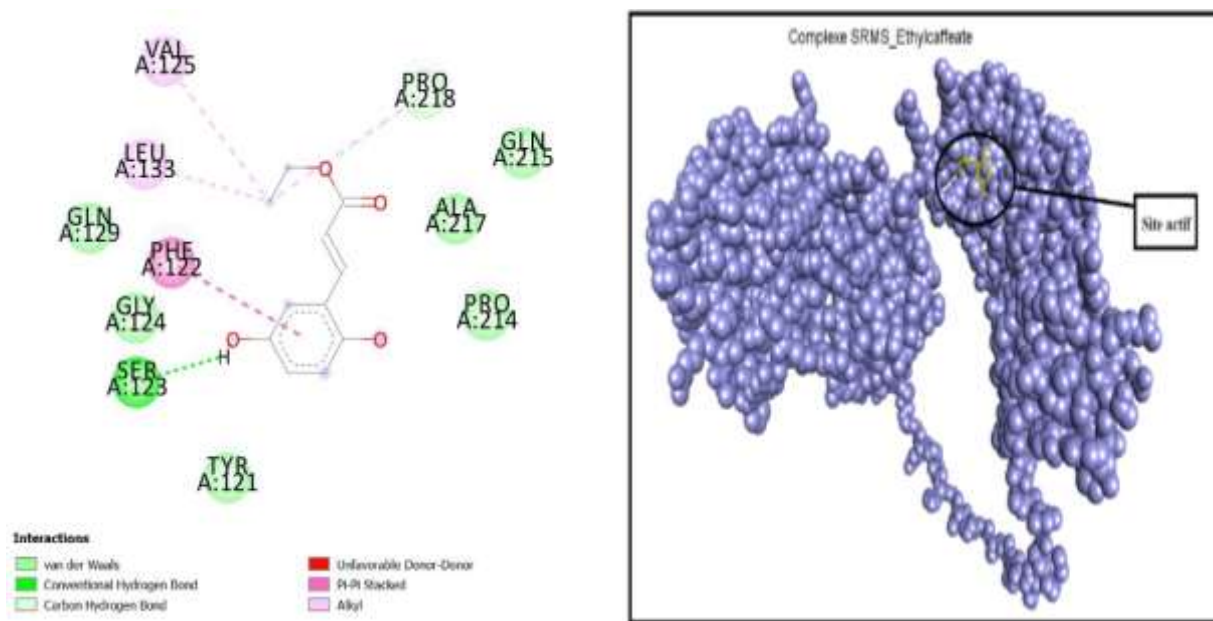 VAL
A:125
PRO
A:218
GLN
A:215
LEU
A:133
ALA
A:217
GLN
A:129
PHE
A:122
GLY
A:124
PRO
A:214
O
O
O
H
O
SER
A:123
TYR
A:121
Interactions
van der Waals
Conventional Hydrogen Bond
Carbon Hydrogen Bond
Unfavorable Donor-Donor
Pi-Pi Stacked
Alkyl
Complexe SRMS_Ethylcaffeate
Site actif